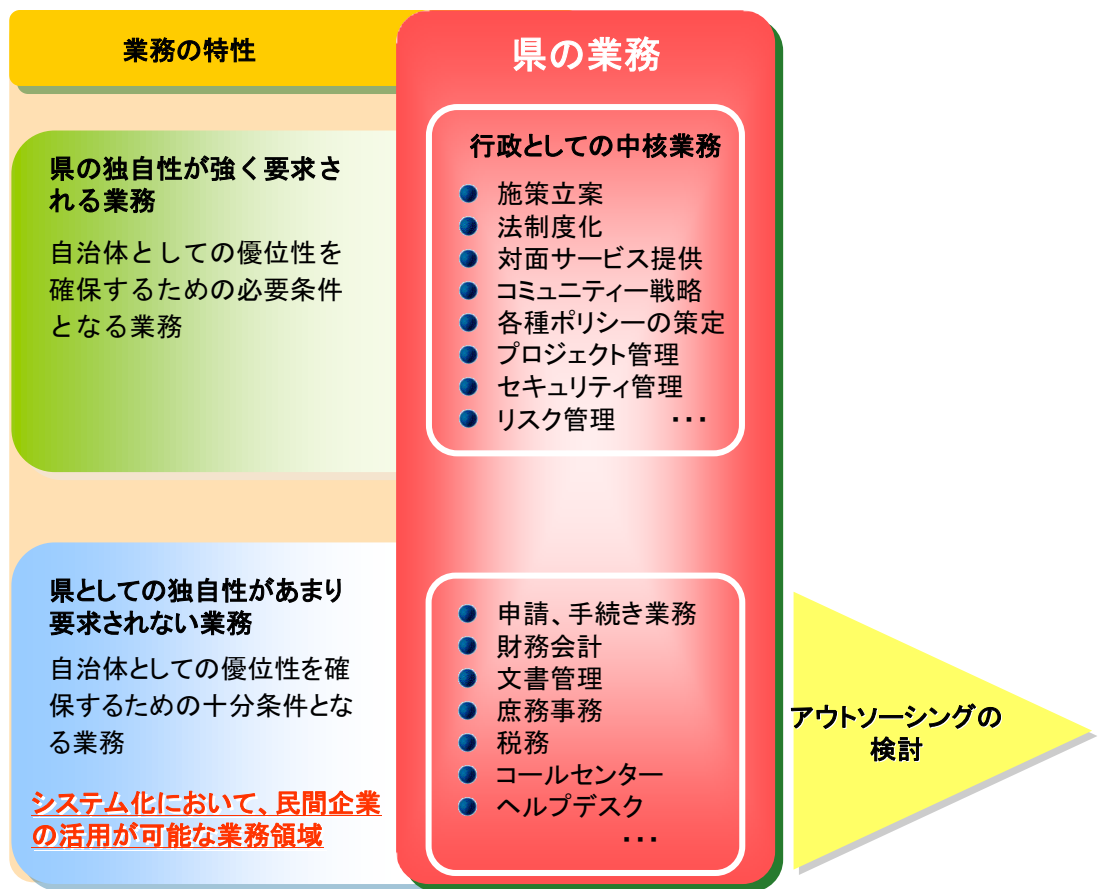 業務の特性
県の業務
県の独自性が強く要求さ
れる業務
自治体としての優位性を
確保するための必要条件
となる業務
行政としての中核業務
施策立案
法制度化
対面サービス提供
コミュニティー戦略
各種ポリシーの策定
プロジェクト管理
セキュリティ管理
リスク管理 ・・・
県としての独自性があまり
要求されない業務
自治体としての優位性を確
保するための十分条件とな
る業務
システム化において、民間企業
の活用が可能な業務領域
申請、手続き業務
財務会計
文書管理
庶務事務
税務
コールセンター
ヘルプデスク
・・・
アウトソーシングの
検討